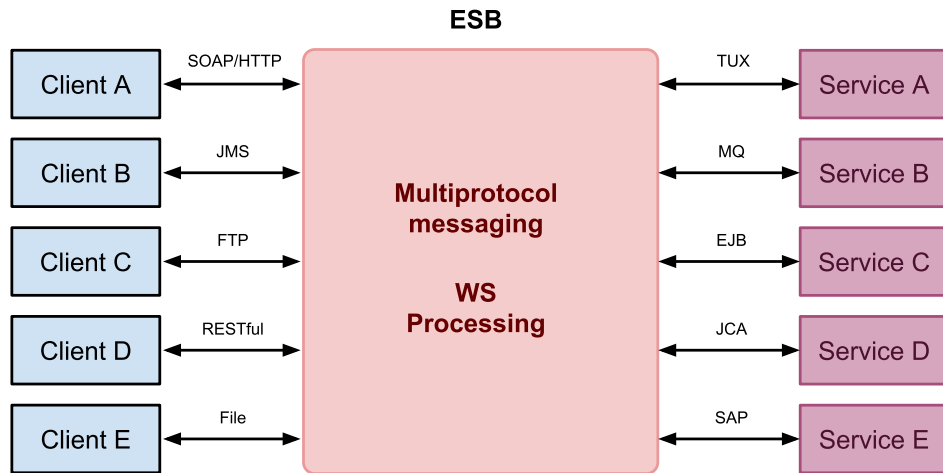 ESB
Client A
SOAP/HTTP
TUX
Service A
Client B
JMS
MQ
Service B
Multiprotocol
messaging
Client C
FTP
EJB
Service C
WS
Processing
Client D
RESTful
JCA
Service D
Client E
File
SAP
Service E